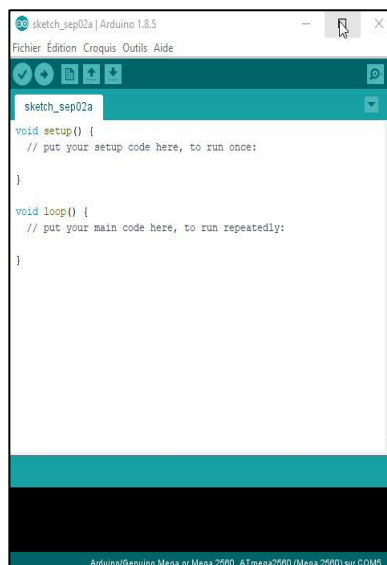 sketch_sep02a | Arduino 1.8.5
Fichier Édition Croquis Outils Aide
sketch_sep02a
void setup() {
// put your setup code here, to run once:
}
void loop() {
// put your main code here, to run repeatedly:
}
Arduino/Genuino Mega or Mega 2560, ATmega2560 (Mega 2560) sur COM5